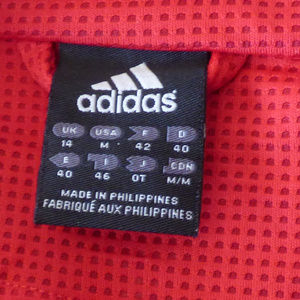 adidas
UK USA F D
14 M 42 40
E I J CDN
40 46 OT M/M
MADE IN PHILIPPINES
FABRIQUÉ AUX PHILIPPINES